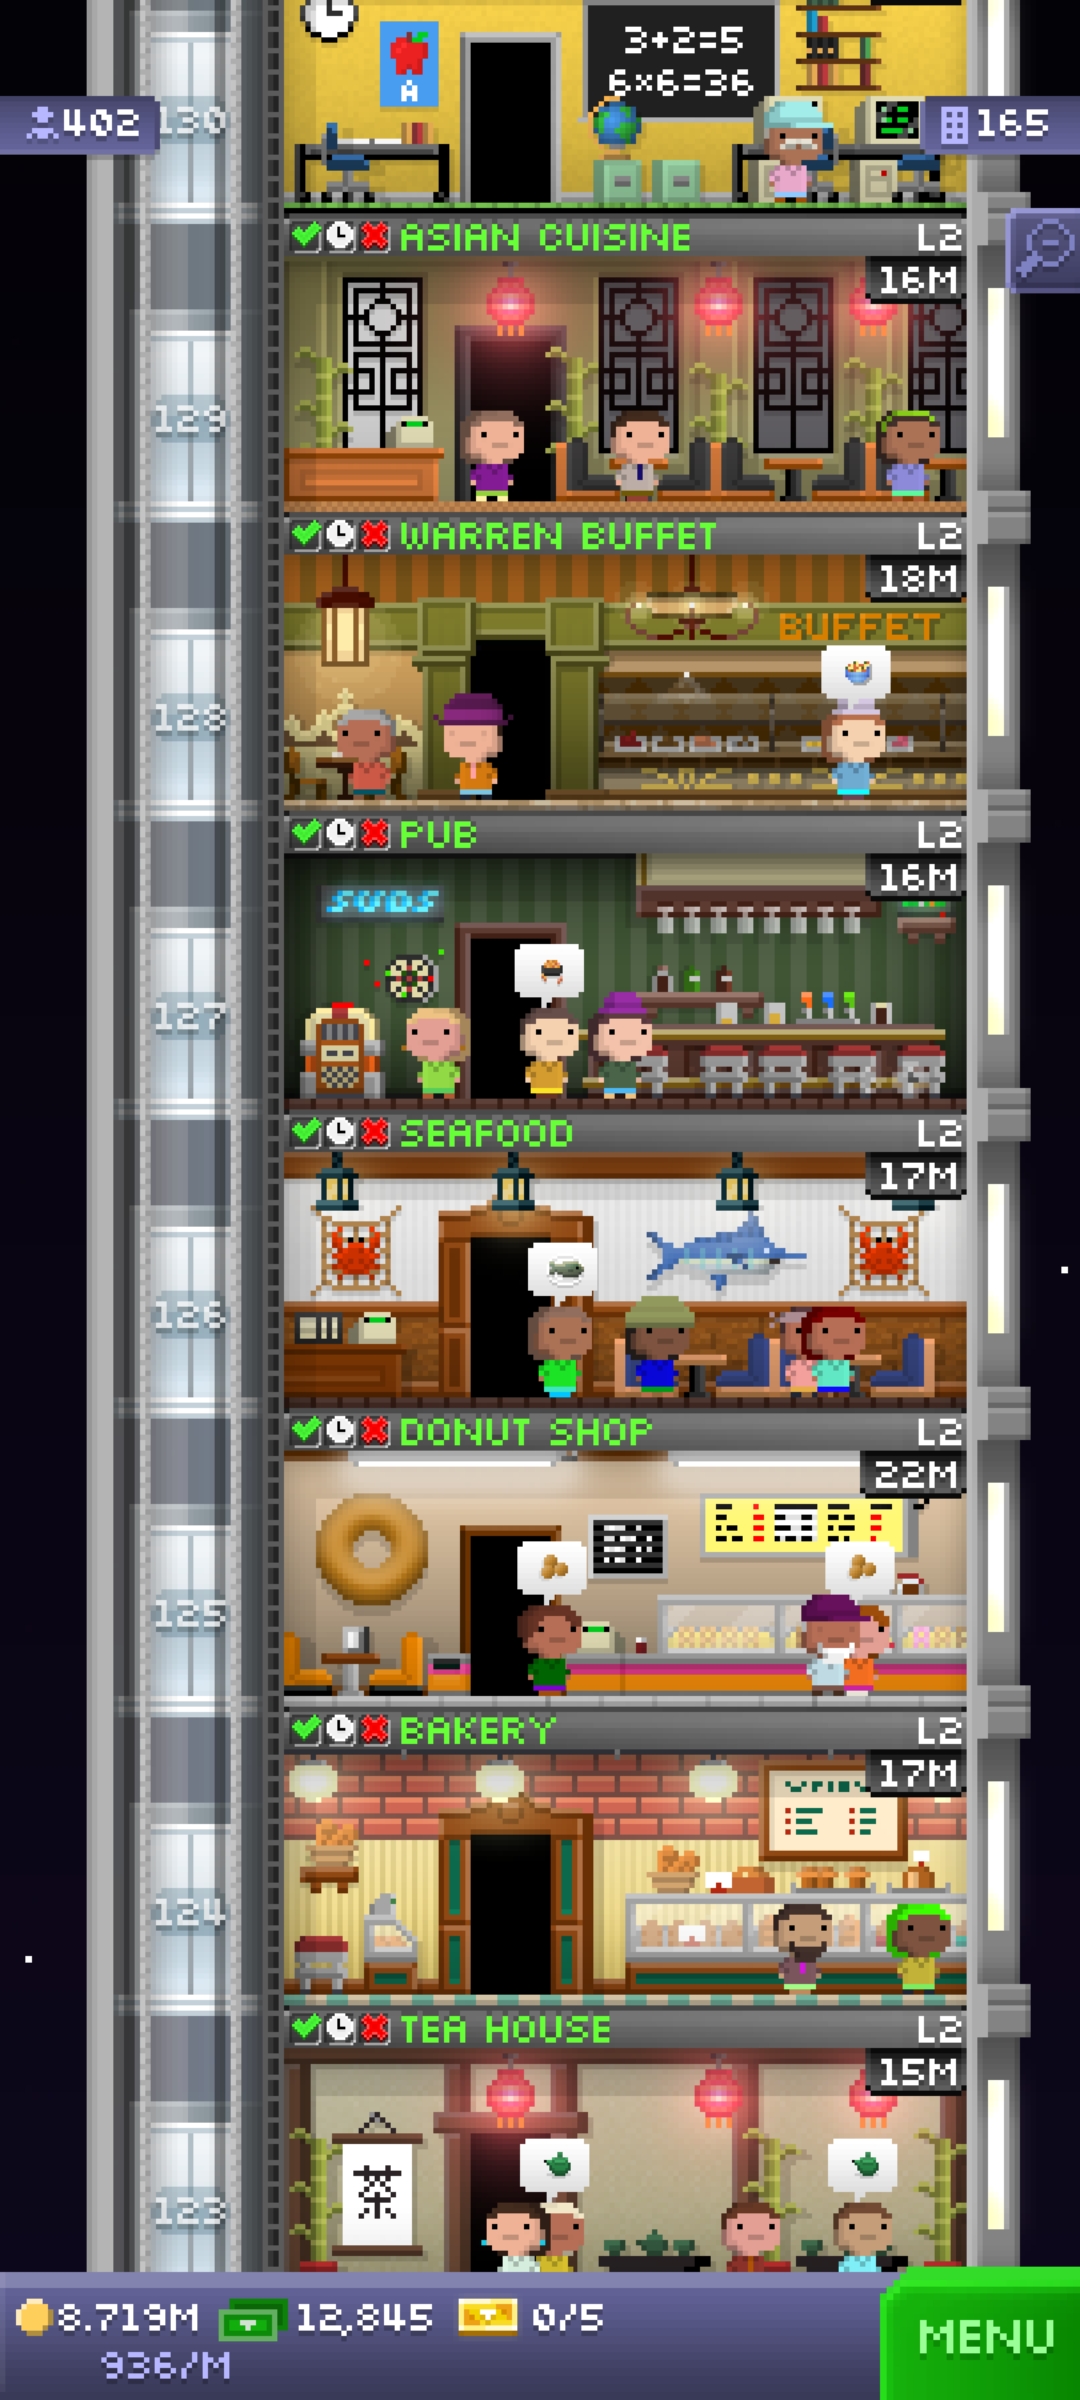 3+2=5
6×6=36
A
402
130
165
ASIAN CUISINE
L2
16M
129
WARREN BUFFET
L2
18M
BUFFET
128
PUB
L2
16M
SUDS
127
SEAFOOD
L2
17M
126
DONUT SHOP
L2
22M
125
BAKERY
L2
17M
124
TEA HOUSE
L2
15M
茶
123
8.719M
12,845
0/5
936/M
MENU